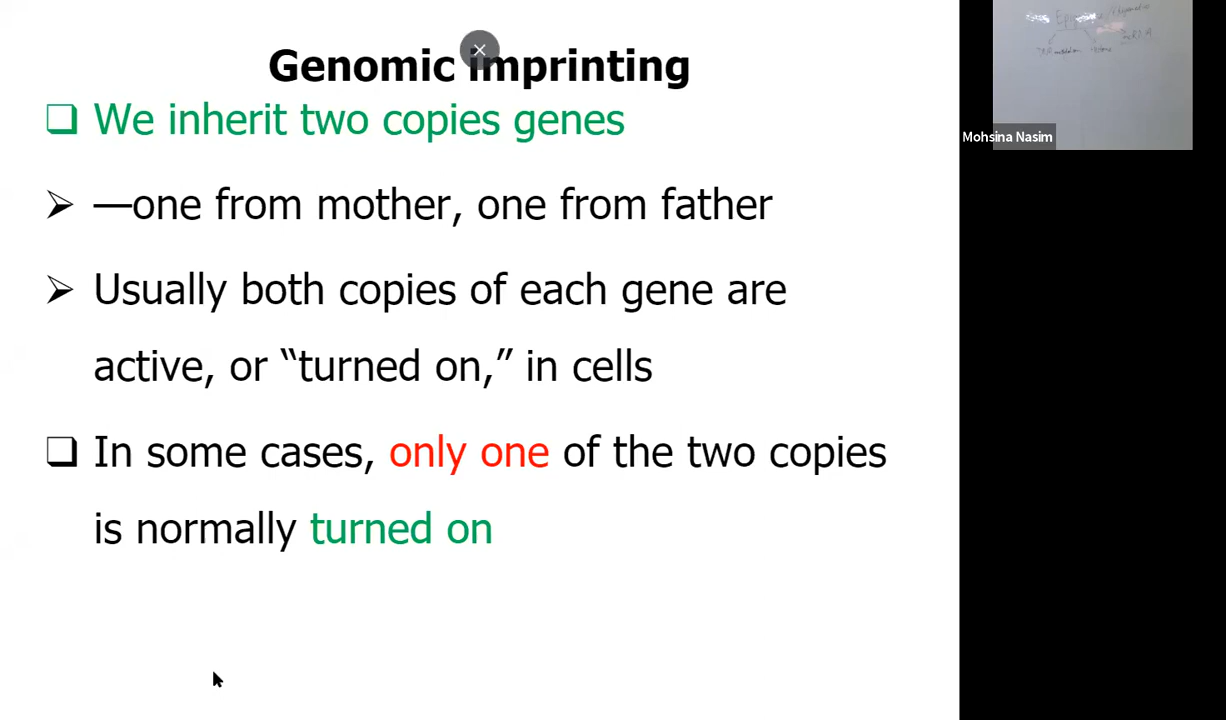 Genomic imprinting
❑ We inherit two copies genes
➢ —one from mother, one from father
➢ Usually both copies of each gene are
active, or “turned on,” in cells
❑ In some cases, only one of the two copies
is normally turned on
Mohsina Nasim